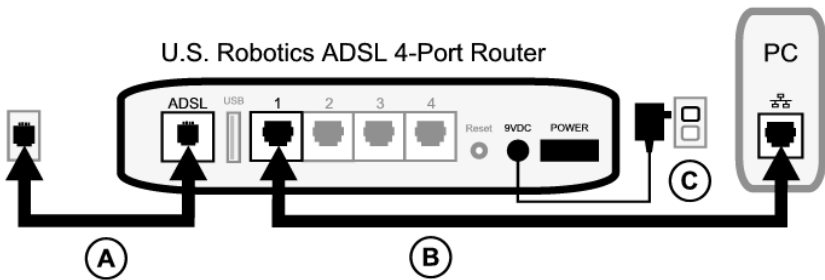 U.S. Robotics ADSL 4-Port Router
PC
ADSL
USB
1
2
3
4
Reset
9VDC
POWER
A
B
C